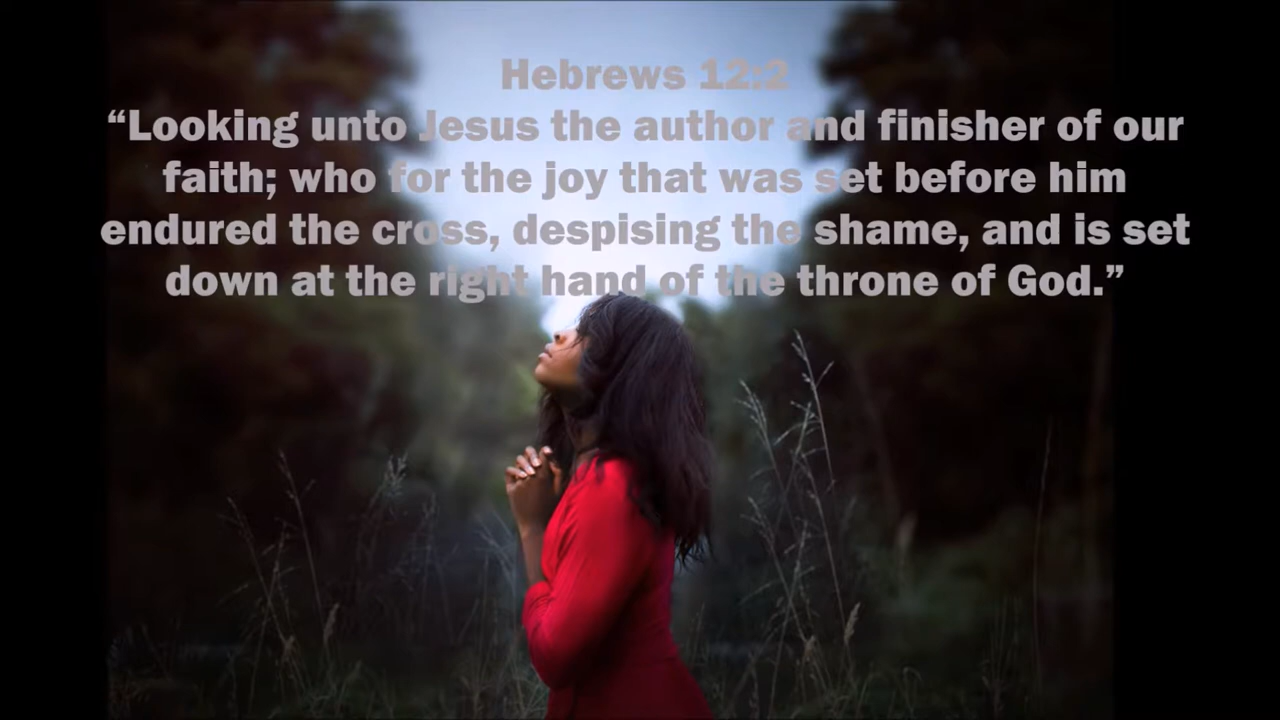 Hebrews 12:2
“Looking unto Jesus the author and finisher of our
faith; who for the joy that was set before him
endured the cross, despising the shame, and is set
down at the right hand of the throne of God.”